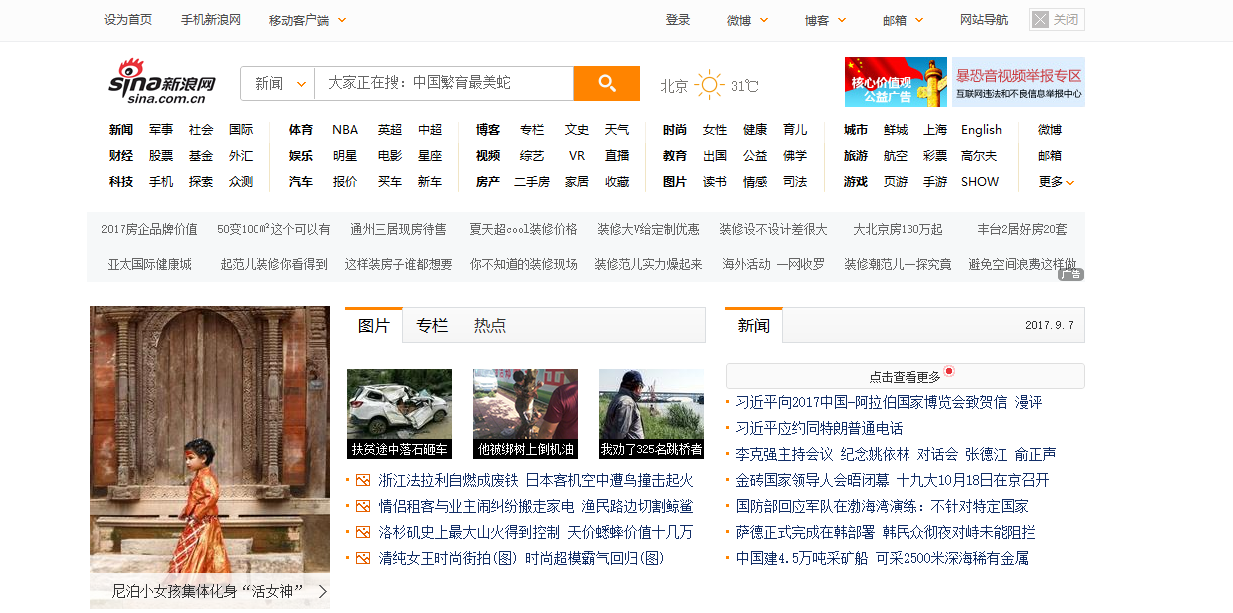 设为首页 手机新浪网 移动客户端 登录 微博 博客 邮箱 网站导航 关闭
sina新浪网
sina.com.cn
新闻 大家正在搜：中国繁育最美蛇
北京 31℃
核心价值观
公益广告
暴恐音视频举报专区
互联网违法和不良信息举报中心
新闻 军事 社会 国际 体育 NBA 英超 中超 博客 专栏 文史 天气 时尚 女性 健康 育儿 城市 鲜城 上海 English 微博
财经 股票 基金 外汇 娱乐 明星 电影 星座 视频 综艺 VR 直播 教育 出国 公益 佛学 旅游 航空 彩票 高尔夫 邮箱
科技 手机 探索 众测 汽车 报价 买车 新车 房产 二手房 家居 收藏 图片 读书 情感 司法 游戏 页游 手游 SHOW 更多
2017房企品牌价值 50变100㎡这个可以有 通州三居现房待售 夏天超cool装修价格 装修大V给定制优惠 装修设不设计差很大 大北京房130万起 丰台2居好房20套
亚太国际健康城 起范儿装修你看得到 这样装房子谁都想要 你不知道的装修现场 装修范儿实力爆起来 海外活动 一网收罗 装修潮范儿一探究竟 避免空间浪费这样做
广告
尼泊小女孩集体化身“活女神”
图片 专栏 热点
扶贫途中落石砸车 他被绑树上倒机油 我劝了325名跳桥者
浙江法拉利自燃成废铁 日本客机空中遭鸟撞击起火
情侣租客与业主闹纠纷搬走家电 渔民路边切割鲸鲨
洛杉矶史上最大山火得到控制 天价蟋蟀价值十几万
清纯女王时尚街拍(图) 时尚超模霸气回归(图)
新闻 2017.9.7
点击查看更多
习近平向2017中国-阿拉伯国家博览会致贺信 漫评
习近平应约同特朗普通电话
李克强主持会议 纪念姚依林 对话会 张德江 俞正声
金砖国家领导人会晤闭幕 十九大10月18日在京召开
国防部回应军队在渤海湾演练：不针对特定国家
萨德正式完成在韩部署 韩民众彻夜对峙未能阻拦
中国建4.5万吨采矿船 可采2500米深海稀有金属